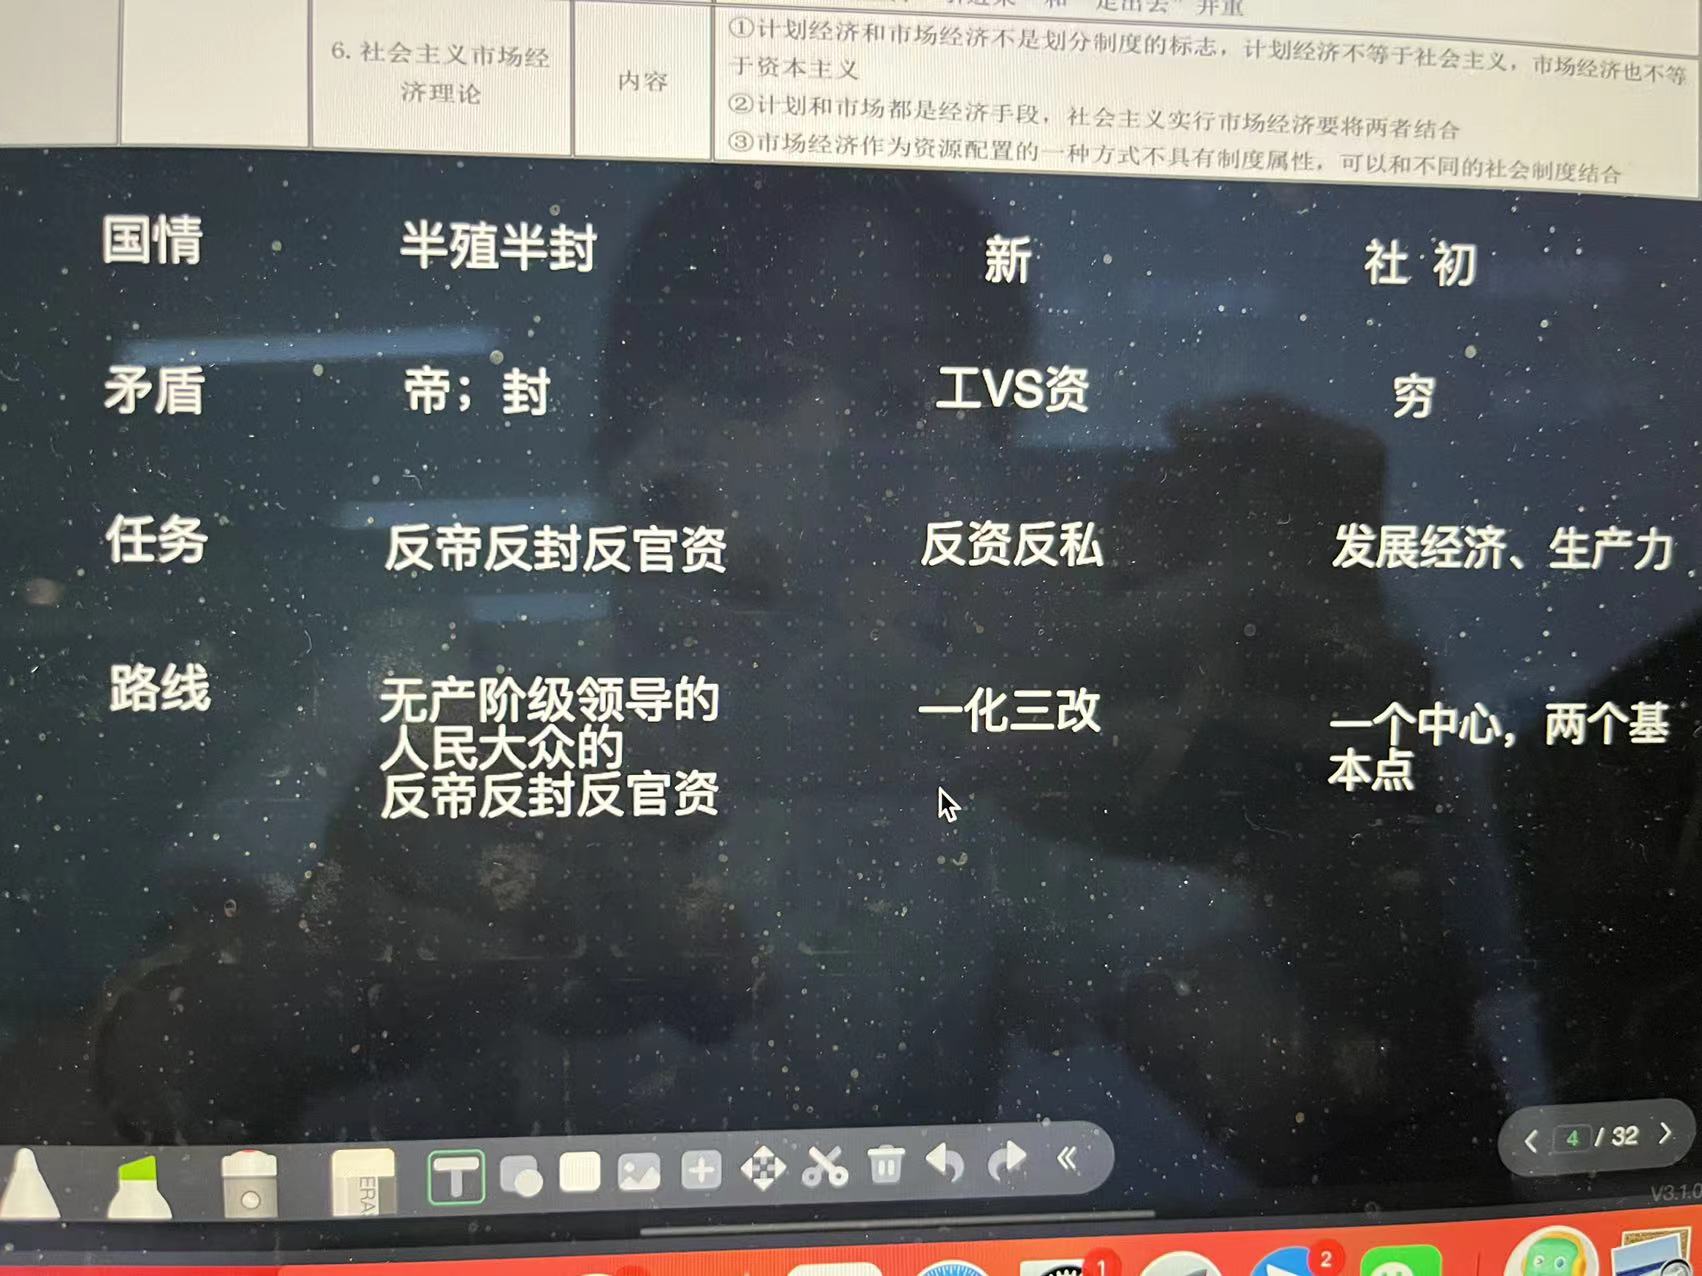 "引进来"和"走出去"并重
6.社会主义市场经
济理论
内容
①计划经济和市场经济不是划分制度的标志，计划经济不等于社会主义，市场经济也不等
于资本主义
②计划和市场都是经济手段，社会主义实行市场经济要将两者结合
③市场经济作为资源配置的一种方式不具有制度属性，可以和不同的社会制度结合
国情 半殖半封 新 社 初
矛盾 帝；封 工VS资 穷
任务 反帝反封反官资 反资反私 发展经济、生产力
路线 无产阶级领导的 一化三改 一个中心，两个基
人民大众的 本点
反帝反封反官资
ERA
4 / 32
V3.1.0
1
2